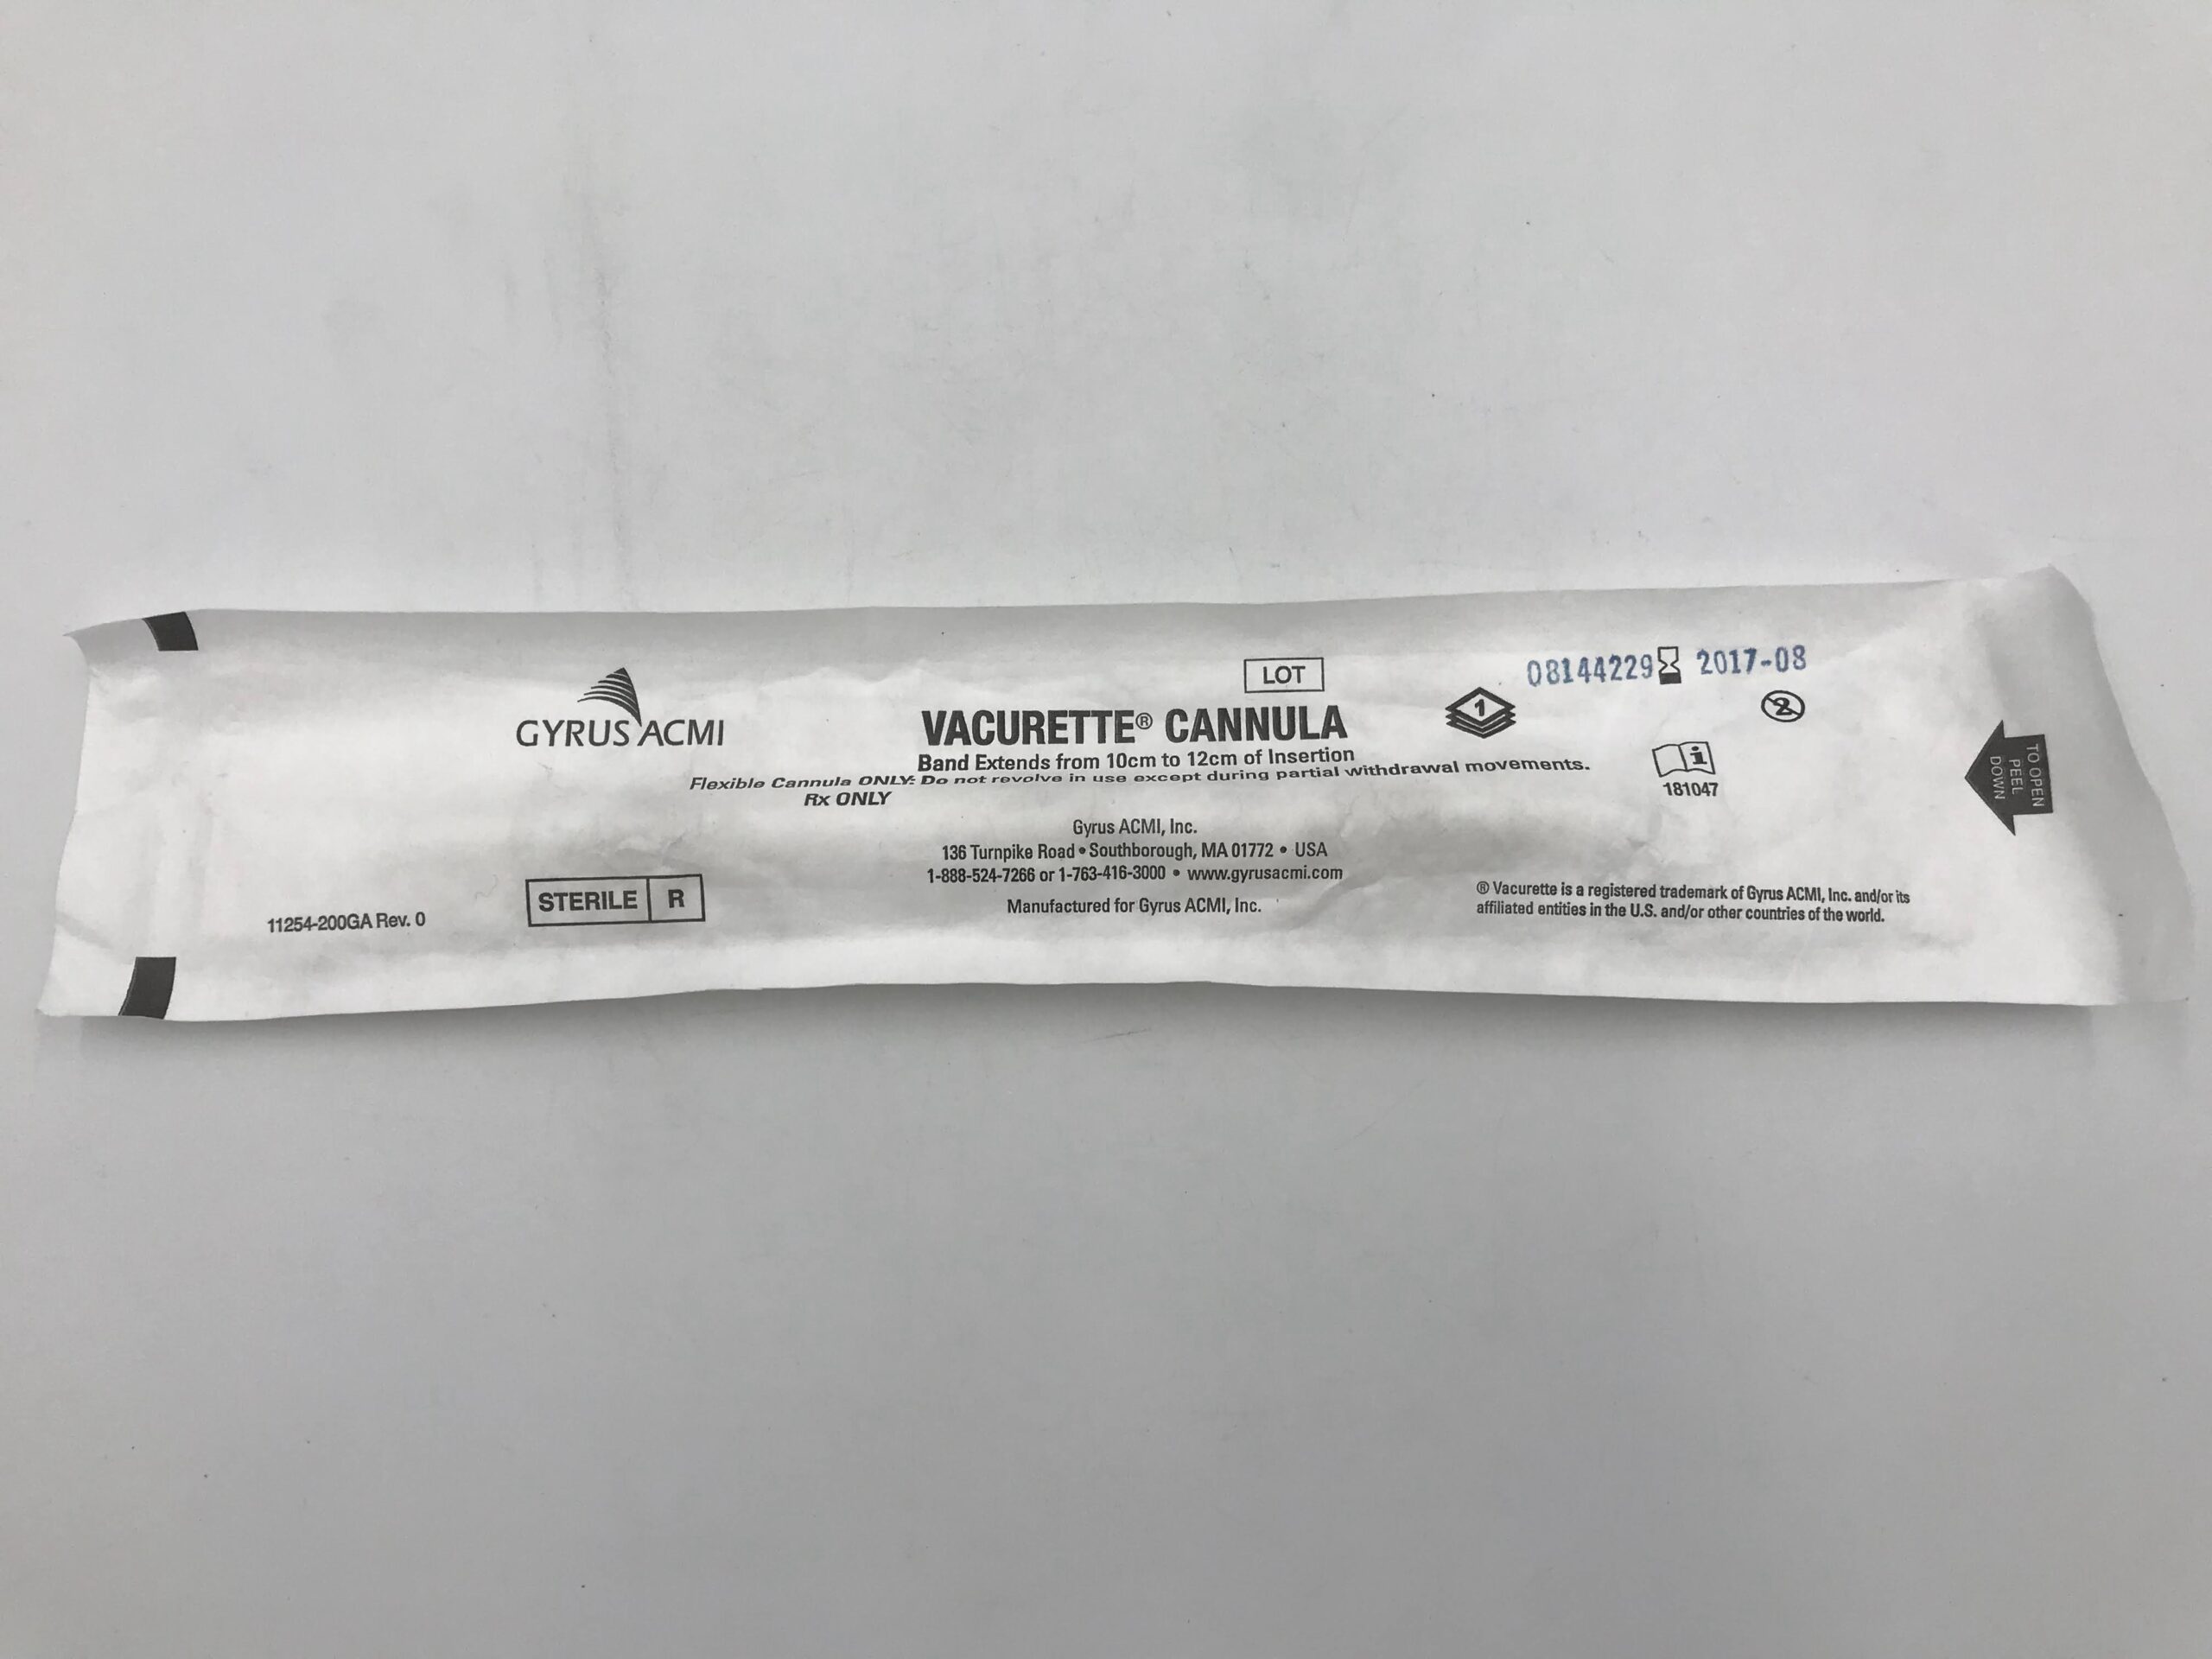 08144229 2017-08
LOT
1
2
GYRUS ACMI
VACURETTE® CANNULA
Band Extends from 10cm to 12cm of Insertion
Flexible Cannula ONLY: Do not revolve in use except during partial withdrawal movements.
Rx ONLY
i
181047
TO OPEN
PEEL
DOWN
Gyrus ACMI, Inc.
136 Turnpike Road • Southborough, MA 01772 • USA
1-888-524-7266 or 1-763-416-3000 • www.gyrusacmi.com
Manufactured for Gyrus ACMI, Inc.
STERILE R
11254-200GA Rev. 0
® Vacurette is a registered trademark of Gyrus ACMI, Inc. and/or its
affiliated entities in the U.S. and/or other countries of the world.